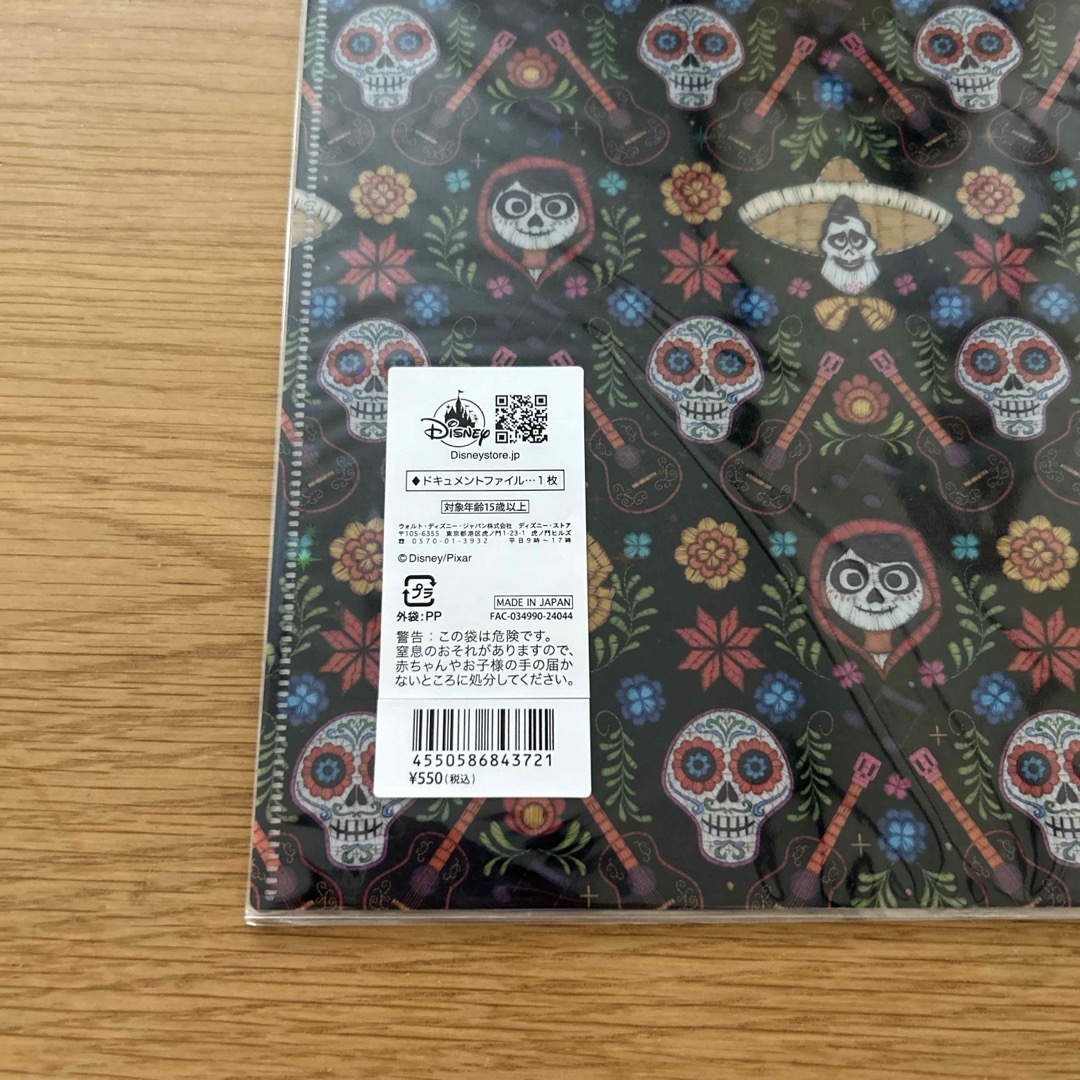 Disney
Disneystore.jp
♦ドキュメントファイル…1枚
対象年齢15歳以上
ウォルト・ディズニー・ジャパン株式会社 ディズニー・ストア
〒105-6355 東京都港区虎ノ門1-23-1 虎ノ門ヒルズ
☎ 0570-01-3932 平日9時〜17時
©Disney/Pixar
プラ
外袋:PP
MADE IN JAPAN
FAC-034990-24044
警告:この袋は危険です。
窒息のおそれがありますので、
赤ちゃんやお子様の手の届か
ないところに処分してください。
4550586843721
¥550(税込)